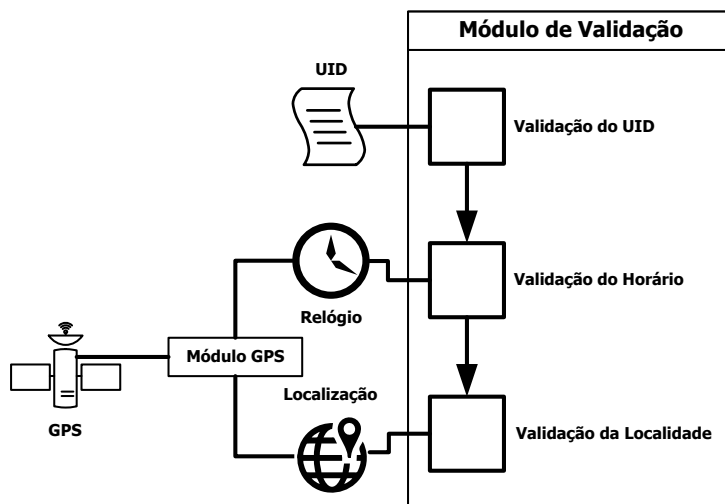 Módulo de Validação
UID
Validação do UID
Validação do Horário
Relógio
Módulo GPS
Localização
GPS
Validação da Localidade